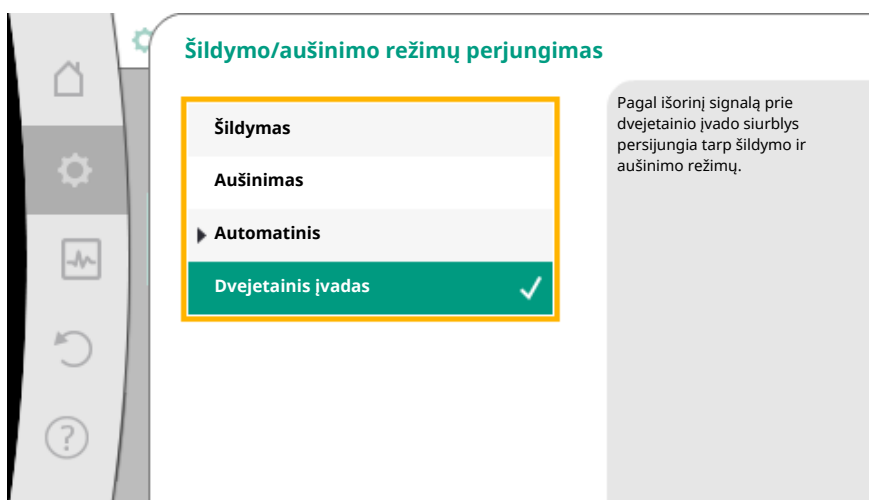 Šildymo/aušinimo režimų perjungimas
Šildymas
Aušinimas
Automatinis
Dvejetainis įvadas
Pagal išorinį signalą prie
dvejetainio įvado siurblys
persijungia tarp šildymo ir
aušinimo režimų.
?